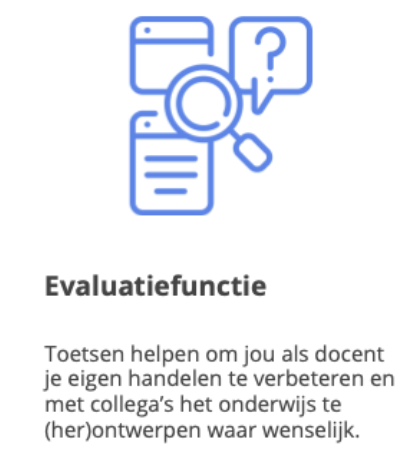 Evaluatiefunctie
Toetsen helpen om jou als docent
je eigen handelen te verbeteren en
met collega’s het onderwijs te
(her)ontwerpen waar wenselijk.